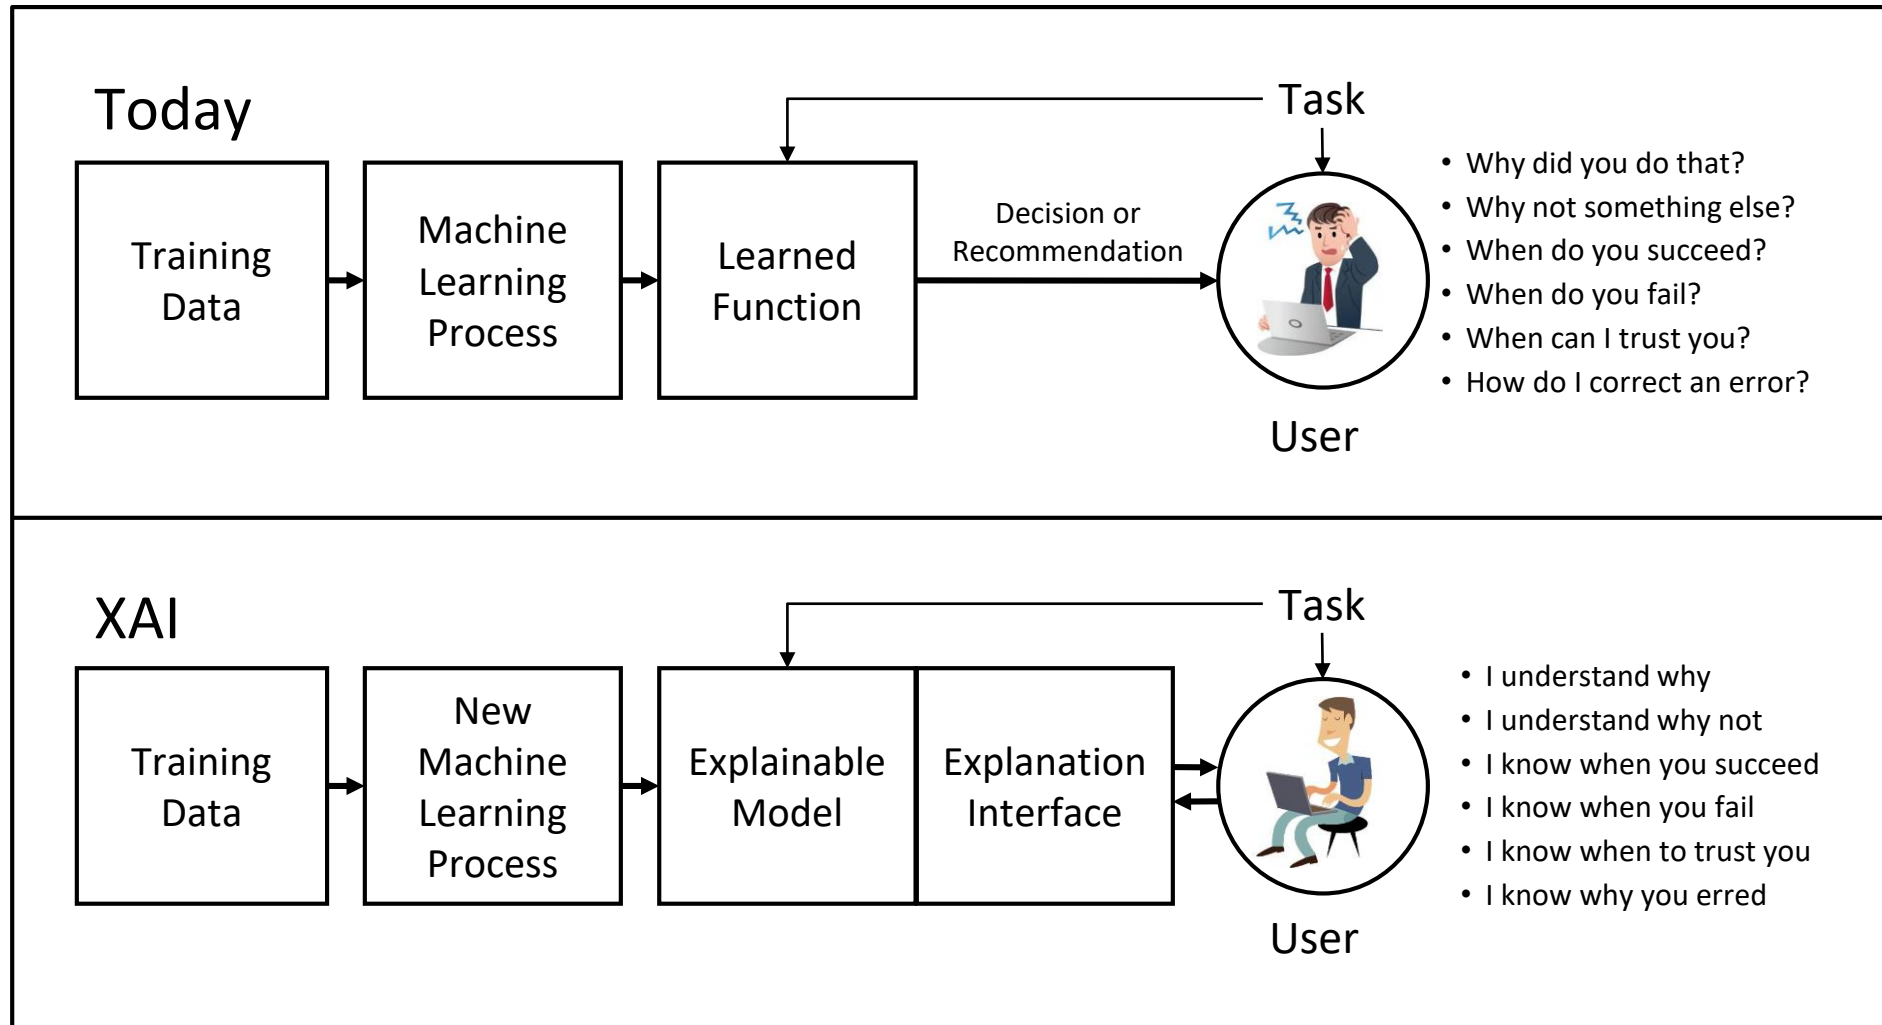 Today
Task
Training
Data
Machine
Learning
Process
Learned
Function
Decision or
Recommendation
User
• Why did you do that?
• Why not something else?
• When do you succeed?
• When do you fail?
• When can I trust you?
• How do I correct an error?
XAI
Task
Training
Data
New
Machine
Learning
Process
Explainable
Model
Explanation
Interface
User
• I understand why
• I understand why not
• I know when you succeed
• I know when you fail
• I know when to trust you
• I know why you erred